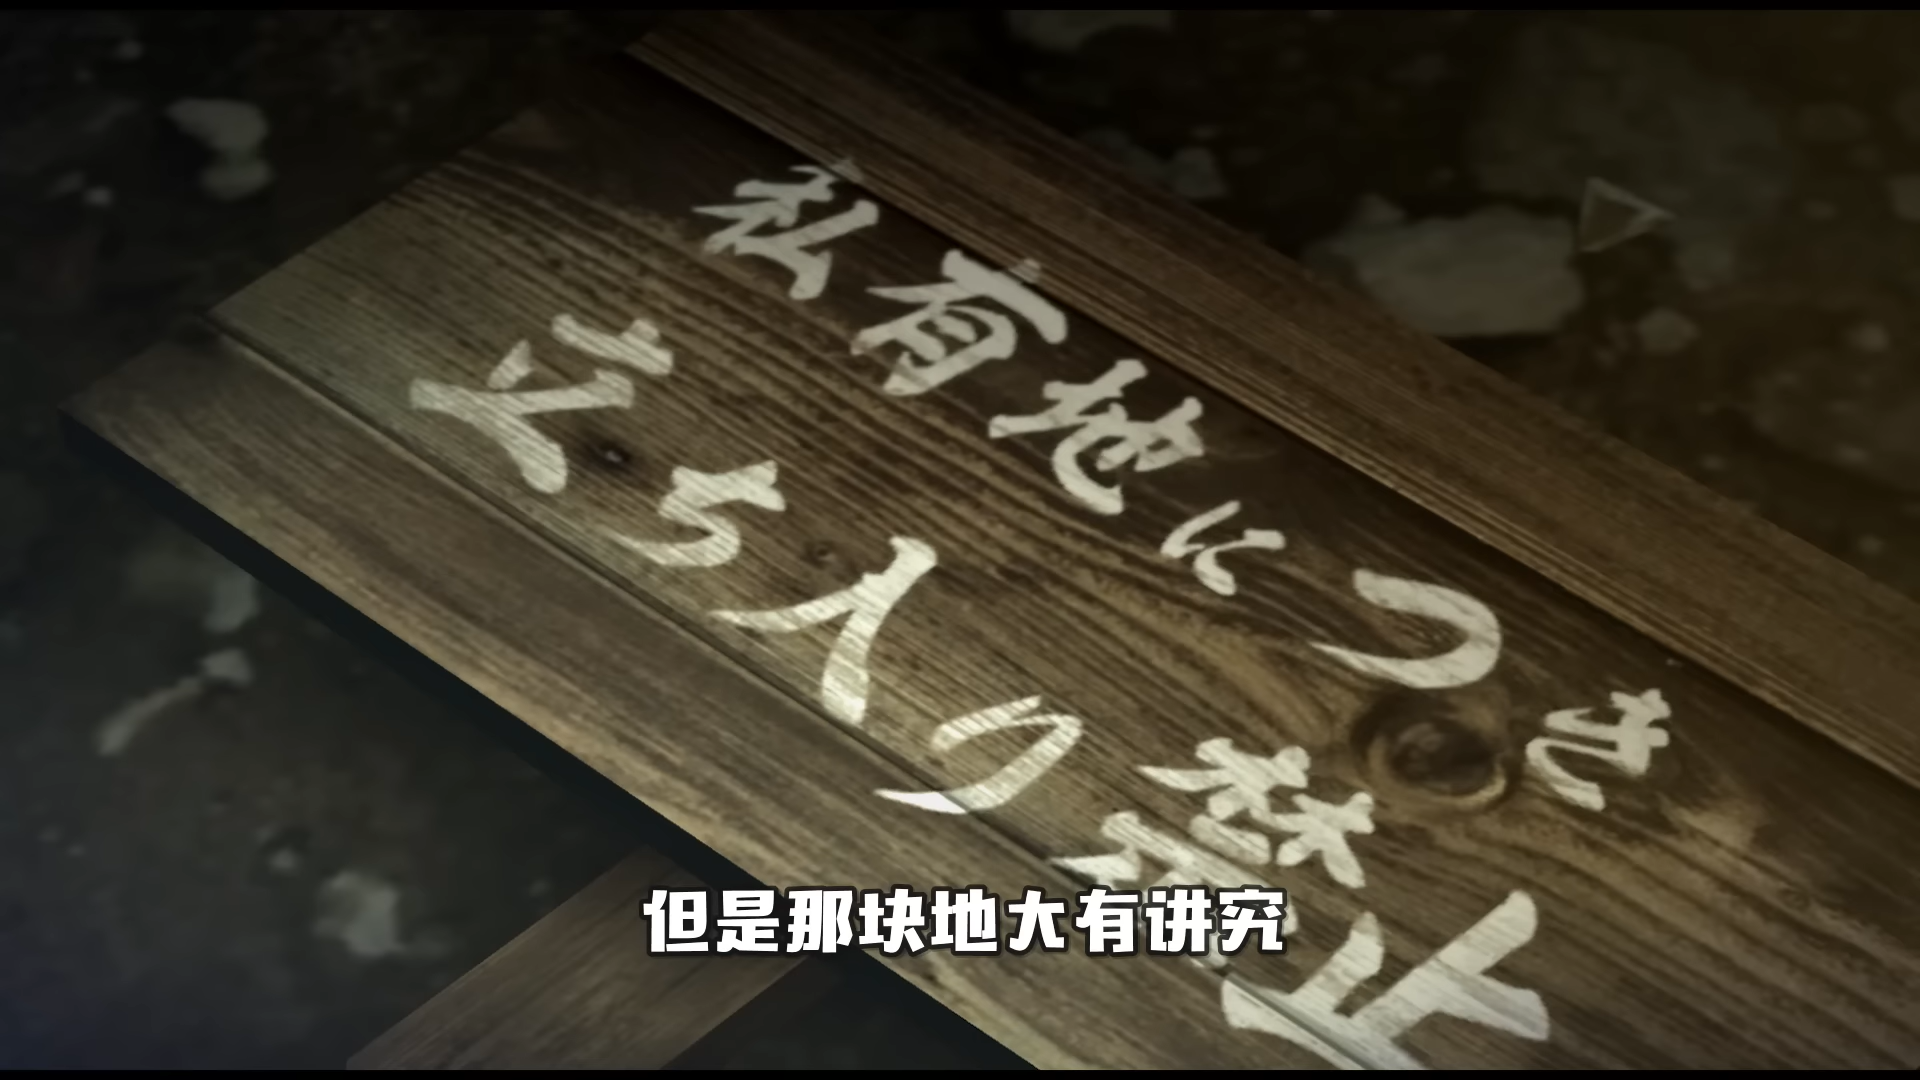 私有地につき
立ち入り禁止
但是那块地大有讲究